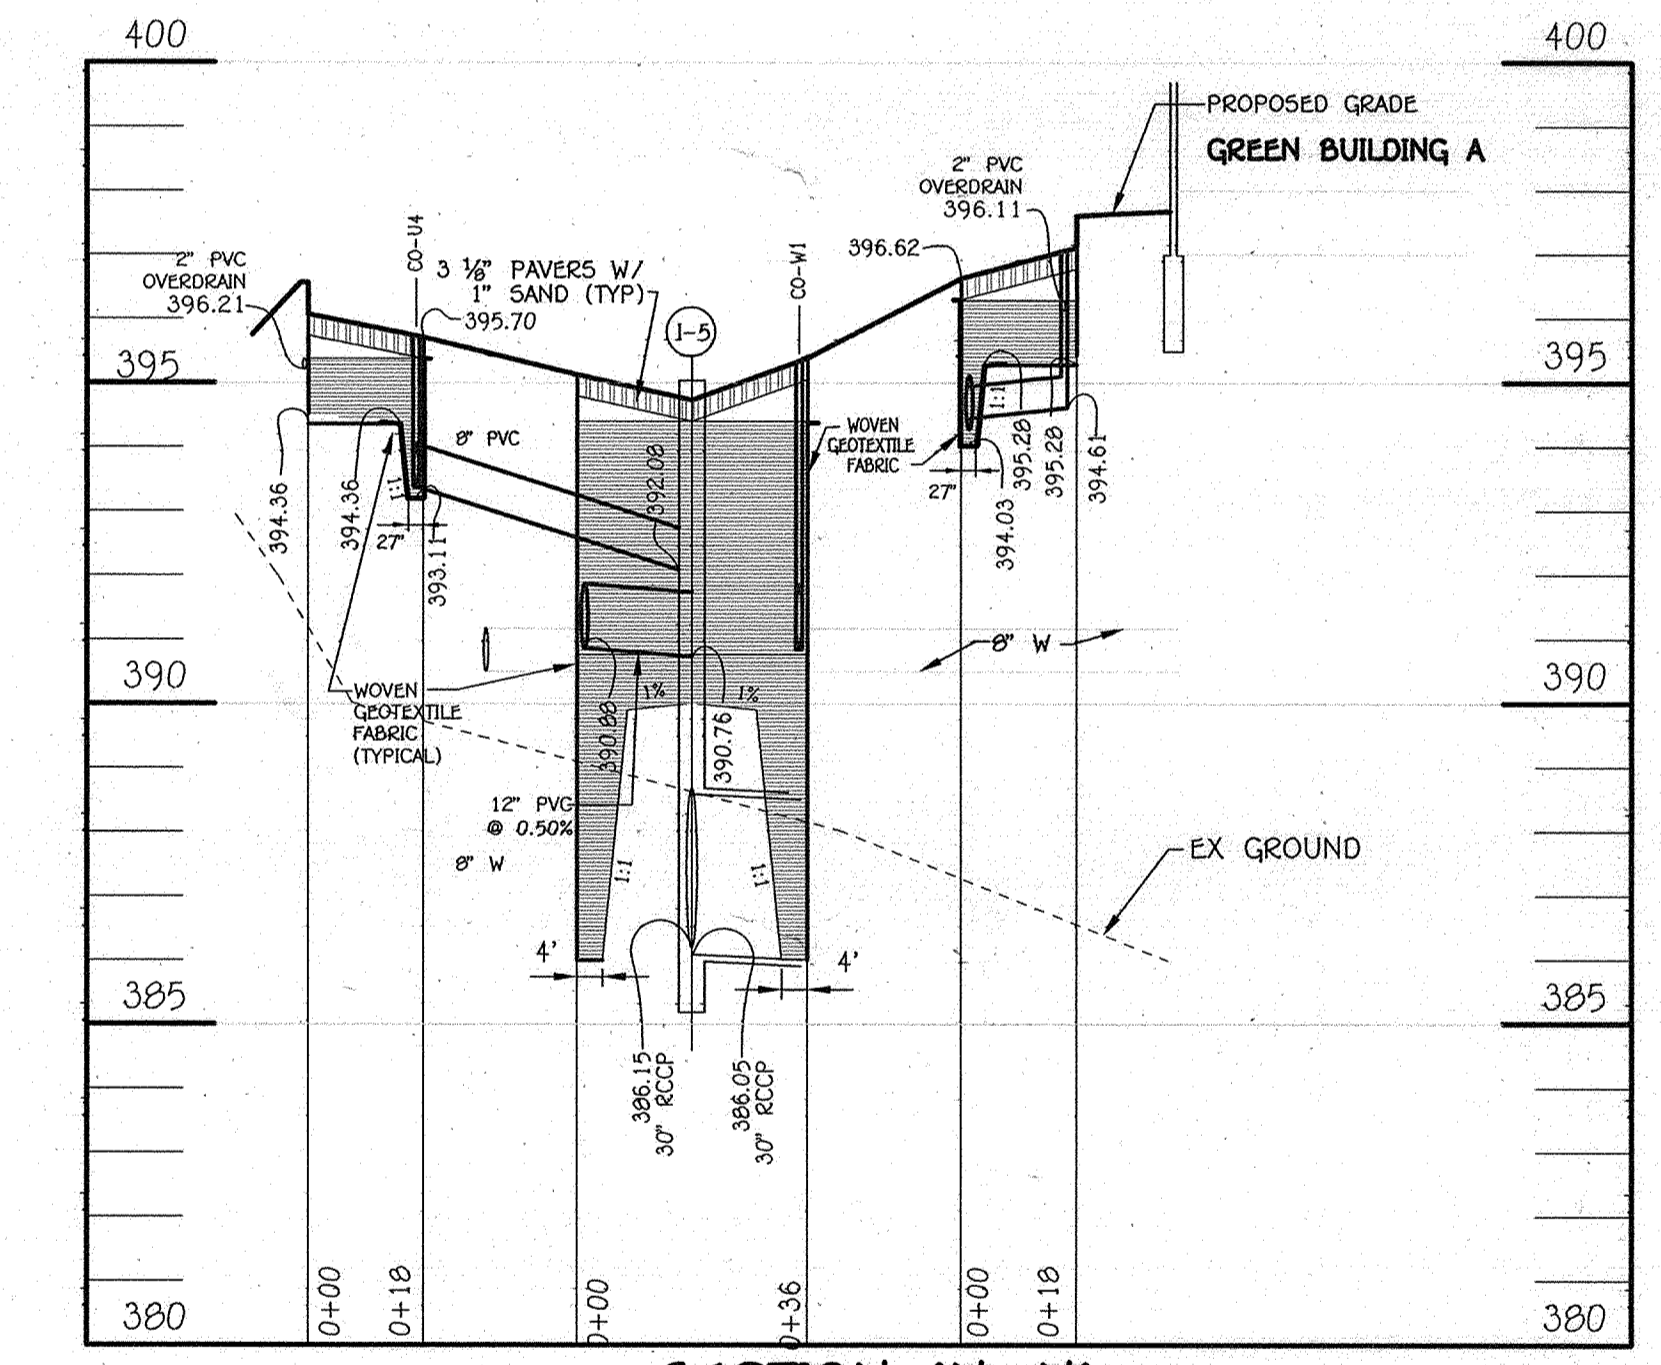 400
400
PROPOSED GRADE
GREEN BUILDING A
2" PVC
OVERDRAIN
396.11
396.62
CO-U4
CO-W1
2" PVC
OVERDRAIN
396.21
3 ⅛" PAVERS W/
1" SAND (TYP)
395.70
I-5
395
395
8" PVC
392.08
WOVEN
GEOTEXTILE
FABRIC
1:1
395.28
395.28
394.61
27"
394.03
394.36
394.36
1:1
27"
393.11
8" W
390
390
WOVEN
GEOTEXTILE
FABRIC
(TYPICAL)
1%
1%
390.88
390.76
12" PVC
@ 0.50%
8" W
1:1
1:1
EX GROUND
4'
4'
385
385
386.15
30" RCCP
386.05
30" RCCP
380
0+00
0+18
0+00
0+36
0+00
0+18
380